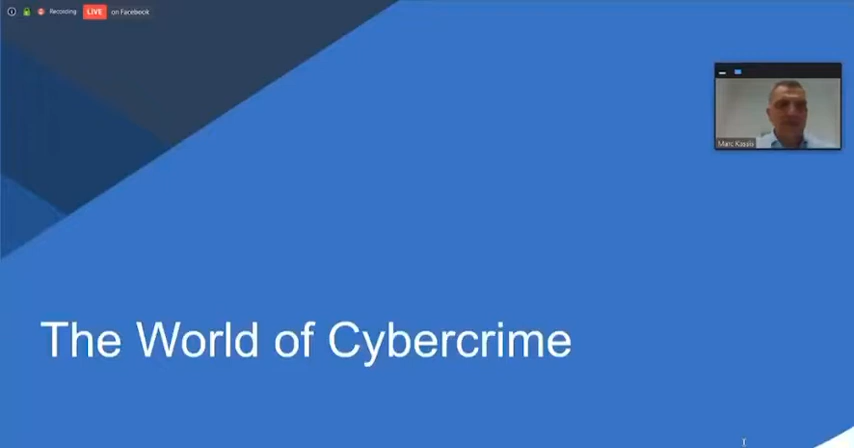 Recording LIVE on Facebook
Marc Kassis
The World of Cybercrime